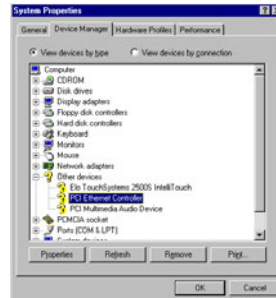 System Properties
General Device Manager Hardware Profiles Performance
View devices by type View devices by connection
Computer
CDROM
Disk drives
Display adapters
Floppy disk controllers
Hard disk controllers
Keyboard
Monitors
Mouse
Network adapters
Other devices
Elo TouchSystems 2500S IntelliTouch
PCI Ethernet Controller
PCI Multimedia Audio Device
PCMCIA socket
Ports (COM & LPT)
System devices
Properties Refresh Remove Print...
OK Cancel